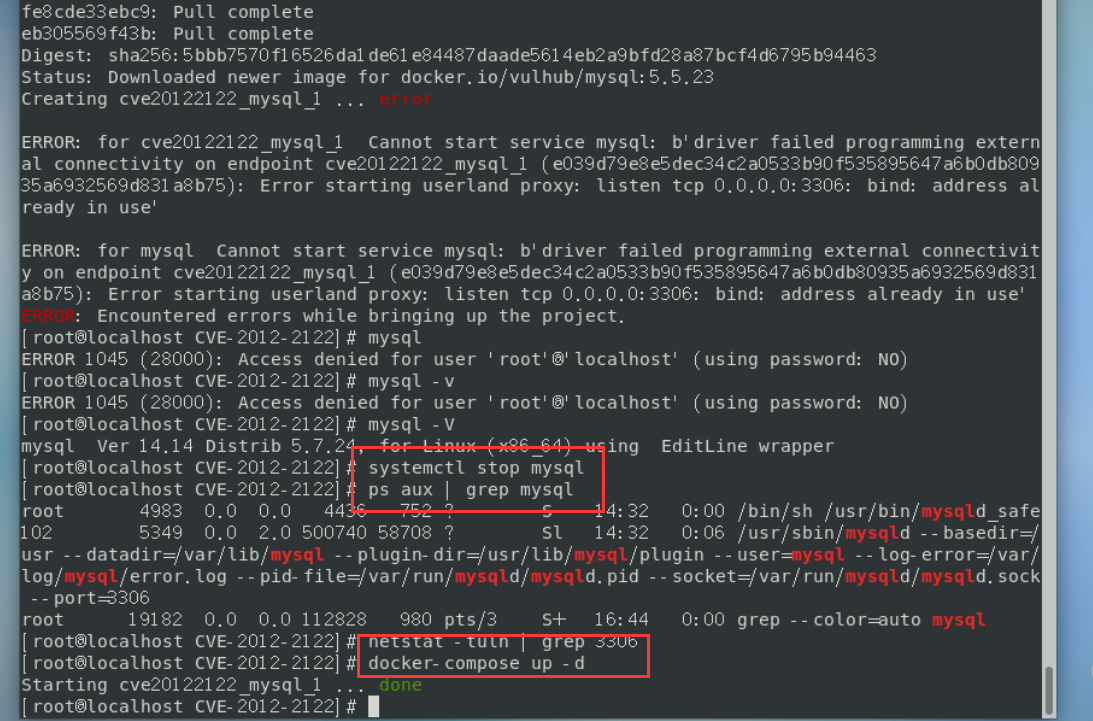 fe8cde33ebc9: Pull complete
eb305569f43b: Pull complete
Digest: sha256:5bbb7570f16526da1de61e84487daade5614eb2a9bfd28a87bcf4d6795b94463
Status: Downloaded newer image for docker.io/vulhub/mysql:5.5.23
Creating cve20122122_mysql_1 ... error
ERROR: for cve20122122_mysql_1  Cannot start service mysql: b'driver failed programming extern
al connectivity on endpoint cve20122122_mysql_1 (e039d79e8e5dec34c2a0533b90f535895647a6b0db809
35a6932569d831a8b75): Error starting userland proxy: listen tcp 0.0.0.0:3306: bind: address al
ready in use'
ERROR: for mysql  Cannot start service mysql: b'driver failed programming external connectivit
y on endpoint cve20122122_mysql_1 (e039d79e8e5dec34c2a0533b90f535895647a6b0db80935a6932569d831
a8b75): Error starting userland proxy: listen tcp 0.0.0.0:3306: bind: address already in use'
ERROR: Encountered errors while bringing up the project.
[root@localhost CVE-2012-2122]# mysql
ERROR 1045 (28000): Access denied for user 'root'@'localhost' (using password: NO)
[root@localhost CVE-2012-2122]# mysql -v
ERROR 1045 (28000): Access denied for user 'root'@'localhost' (using password: NO)
[root@localhost CVE-2012-2122]# mysql -V
mysql  Ver 14.14 Distrib 5.7.24, for Linux (x86_64) using  EditLine wrapper
[root@localhost CVE-2012-2122]# systemctl stop mysql
[root@localhost CVE-2012-2122]# ps aux | grep mysql
root       4983  0.0  0.0   4436   752 ?        S    14:32   0:00 /bin/sh /usr/bin/mysqld_safe
102        5349  0.0  2.0 500740 58708 ?        Sl   14:32   0:06 /usr/sbin/mysqld --basedir=/
usr --datadir=/var/lib/mysql --plugin-dir=/usr/lib/mysql/plugin --user=mysql --log-error=/var/
log/mysql/error.log --pid-file=/var/run/mysqld/mysqld.pid --socket=/var/run/mysqld/mysqld.sock
--port=3306
root      19182  0.0  0.0 112828   980 pts/3    S+   16:44   0:00 grep --color=auto mysql
[root@localhost CVE-2012-2122]# netstat -tuln | grep 3306
[root@localhost CVE-2012-2122]# docker-compose up -d
Starting cve20122122_mysql_1 ... done
[root@localhost CVE-2012-2122]#